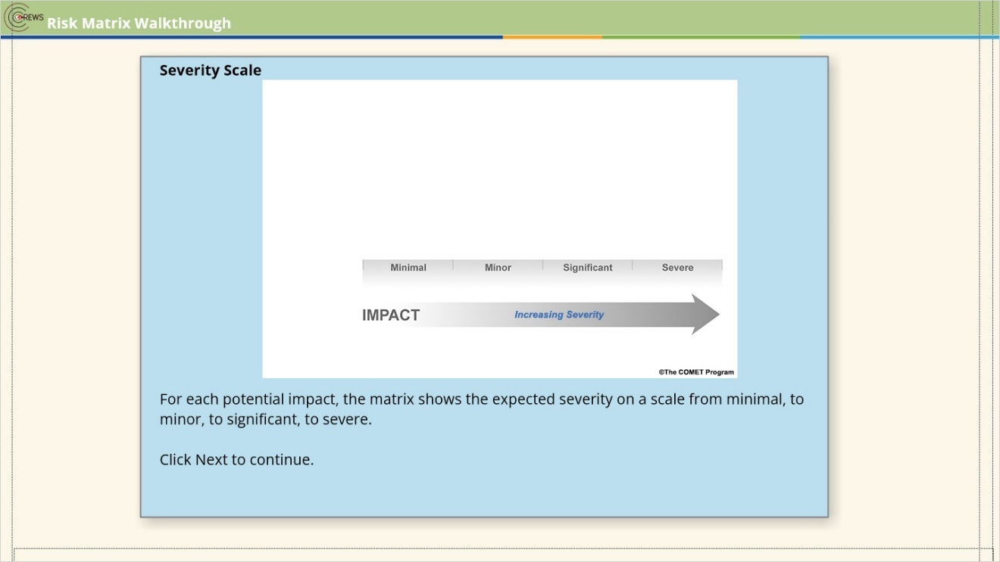 CREWS
Risk Matrix Walkthrough
Severity Scale
Minimal Minor Significant Severe
IMPACT Increasing Severity
©The COMET Program
For each potential impact, the matrix shows the expected severity on a scale from minimal, to
minor, to significant, to severe.
Click Next to continue.